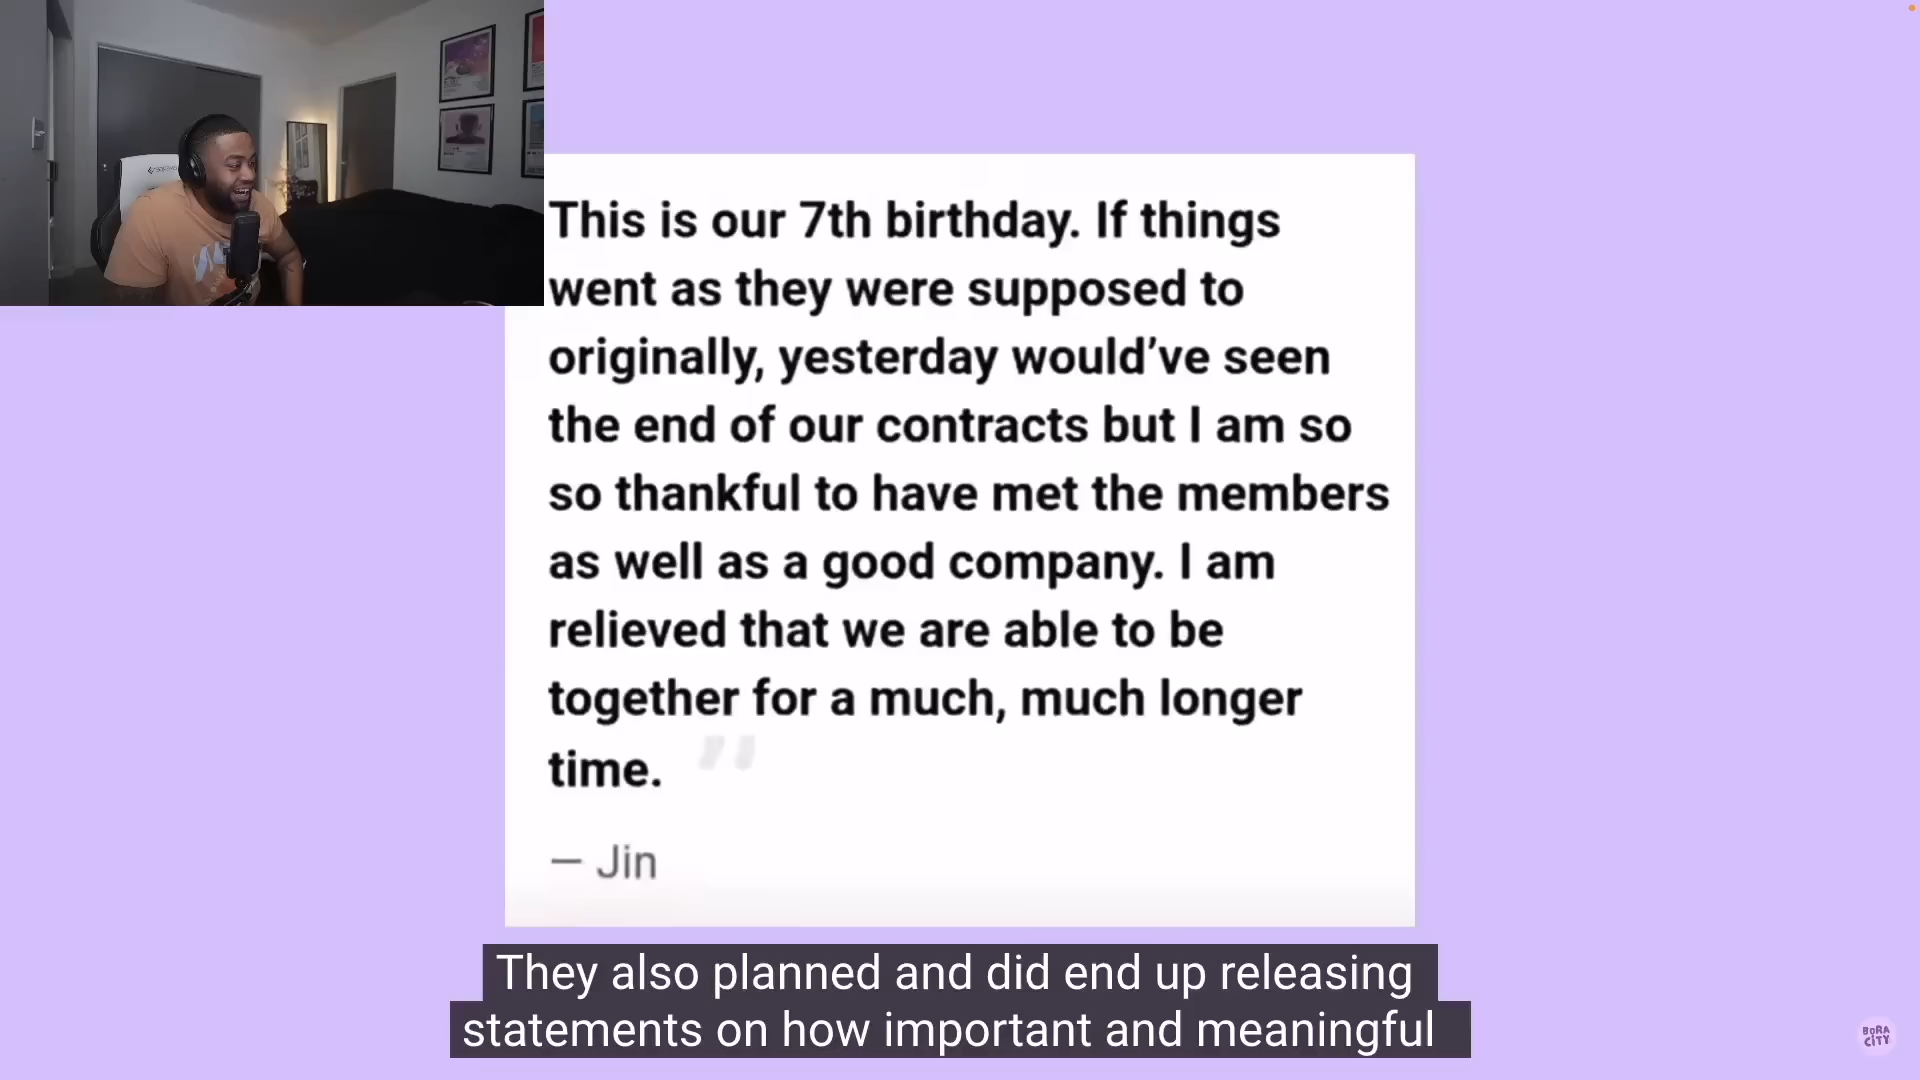 This is our 7th birthday. If things
went as they were supposed to
originally, yesterday would’ve seen
the end of our contracts but I am so
so thankful to have met the members
as well as a good company. I am
relieved that we are able to be
together for a much, much longer
time. ”
— Jin
They also planned and did end up releasing
statements on how important and meaningful
BORA
CITY